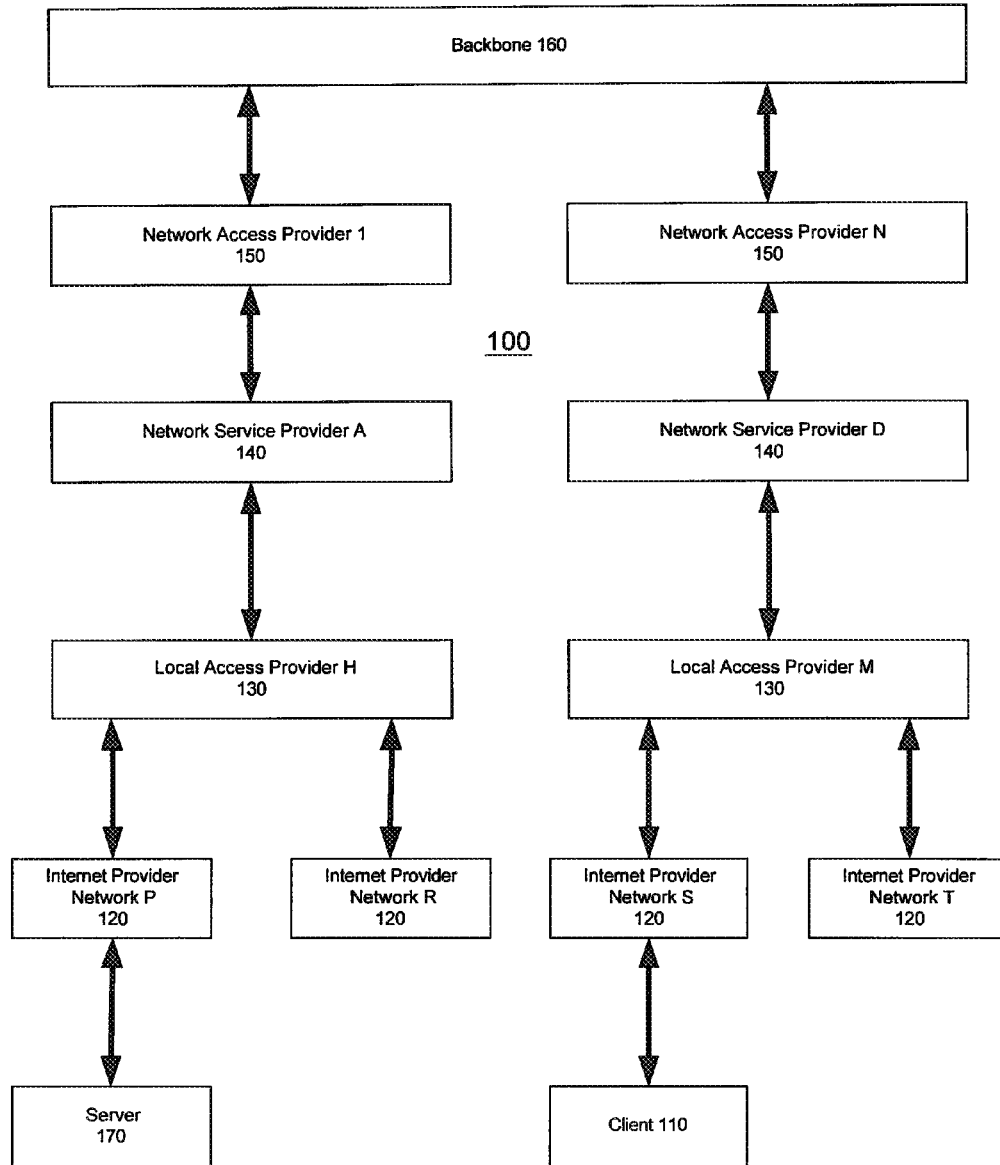 Backbone 160
Network Access Provider 1
150
Network Access Provider N
150
100
Network Service Provider A
140
Network Service Provider D
140
Local Access Provider H
130
Local Access Provider M
130
Internet Provider
Network P
120
Internet Provider
Network R
120
Internet Provider
Network S
120
Internet Provider
Network T
120
Server
170
Client 110